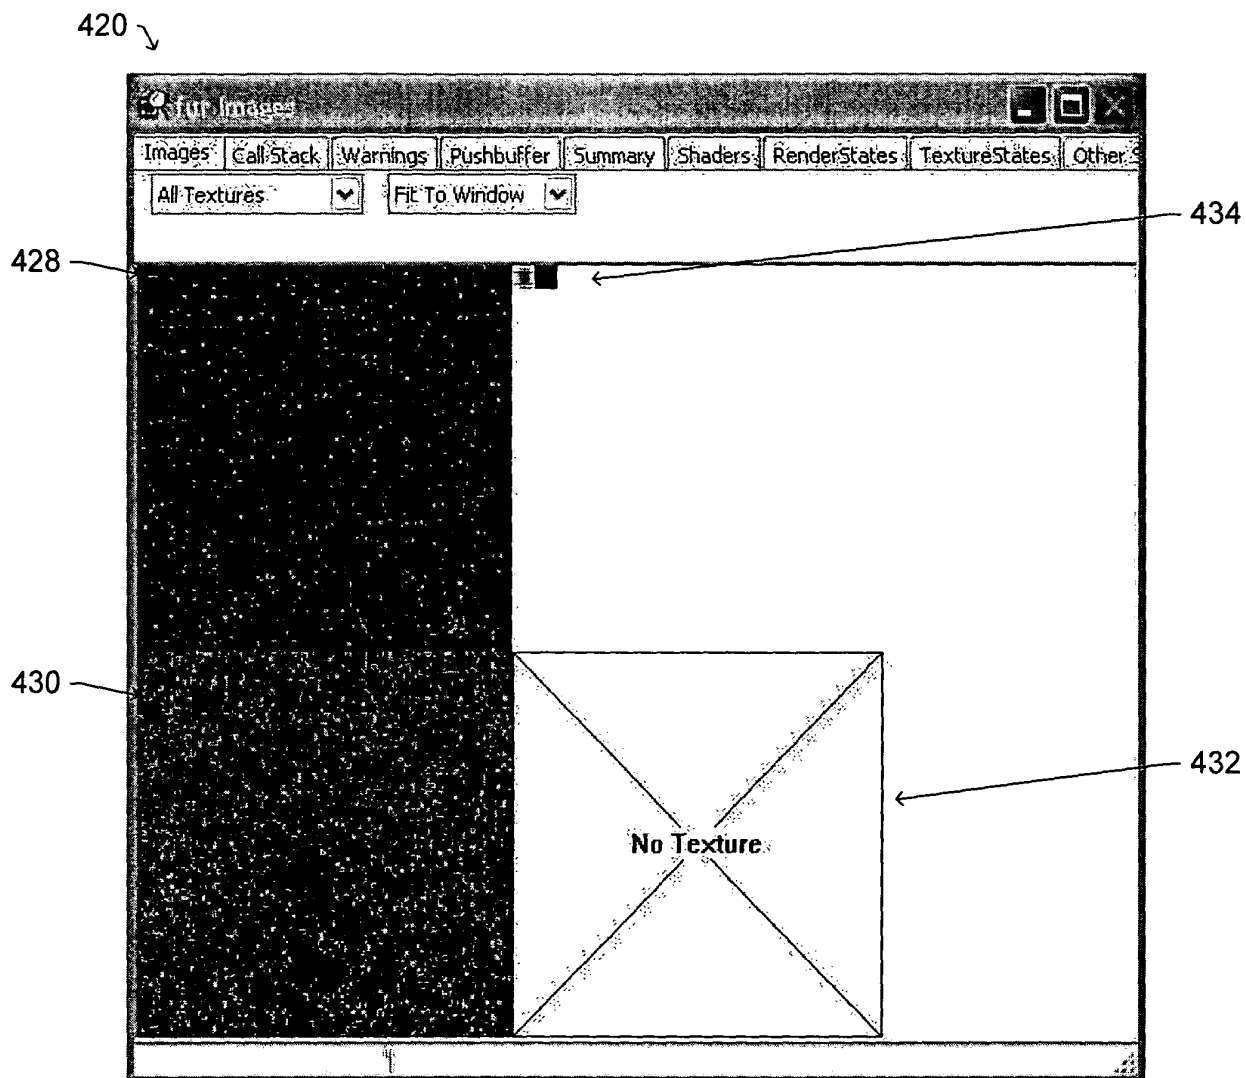 420
fur Images
Images Call Stack Warnings Pushbuffer Summary Shaders RenderStates TextureStates Other S
All Textures Fit To Window
434
428
430
432
No Texture